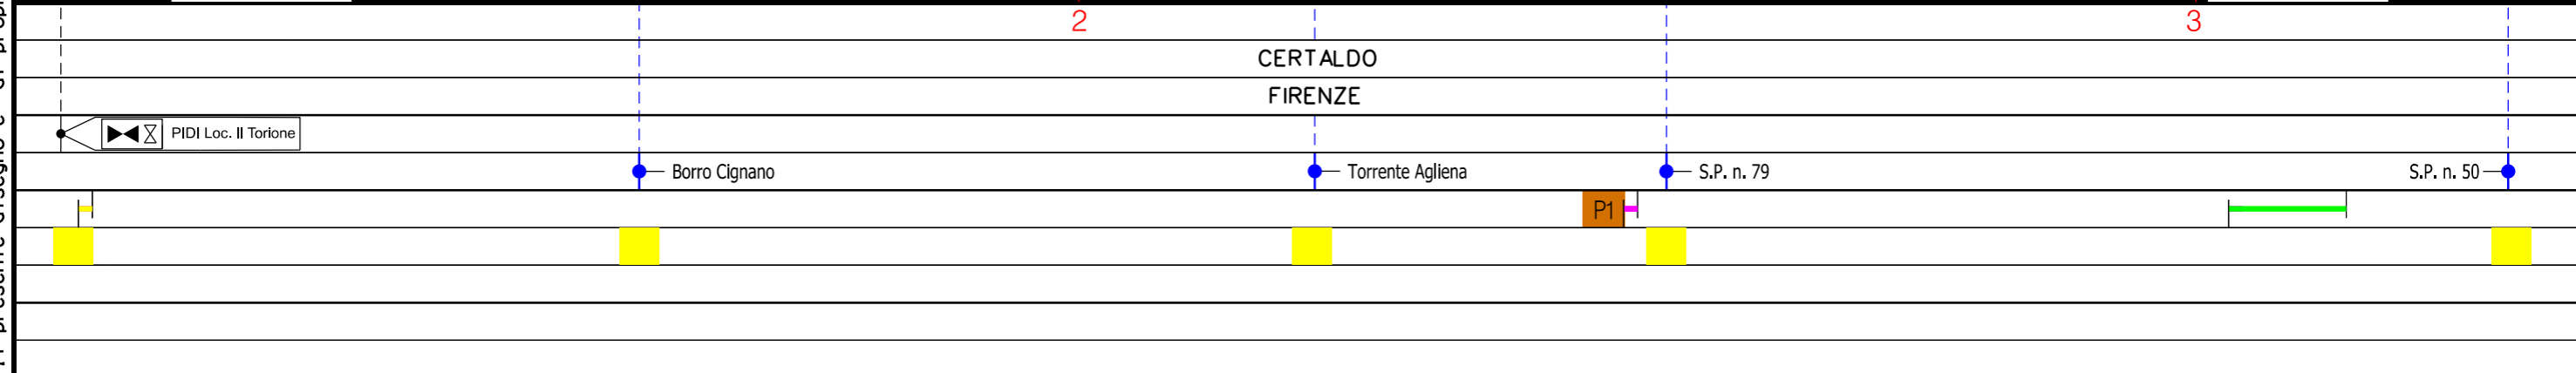 2
3
CERTALDO
FIRENZE
PIDI Loc. Il Torione
Borro Cignano
Torrente Agliena
S.P. n. 79
S.P. n. 50
P1